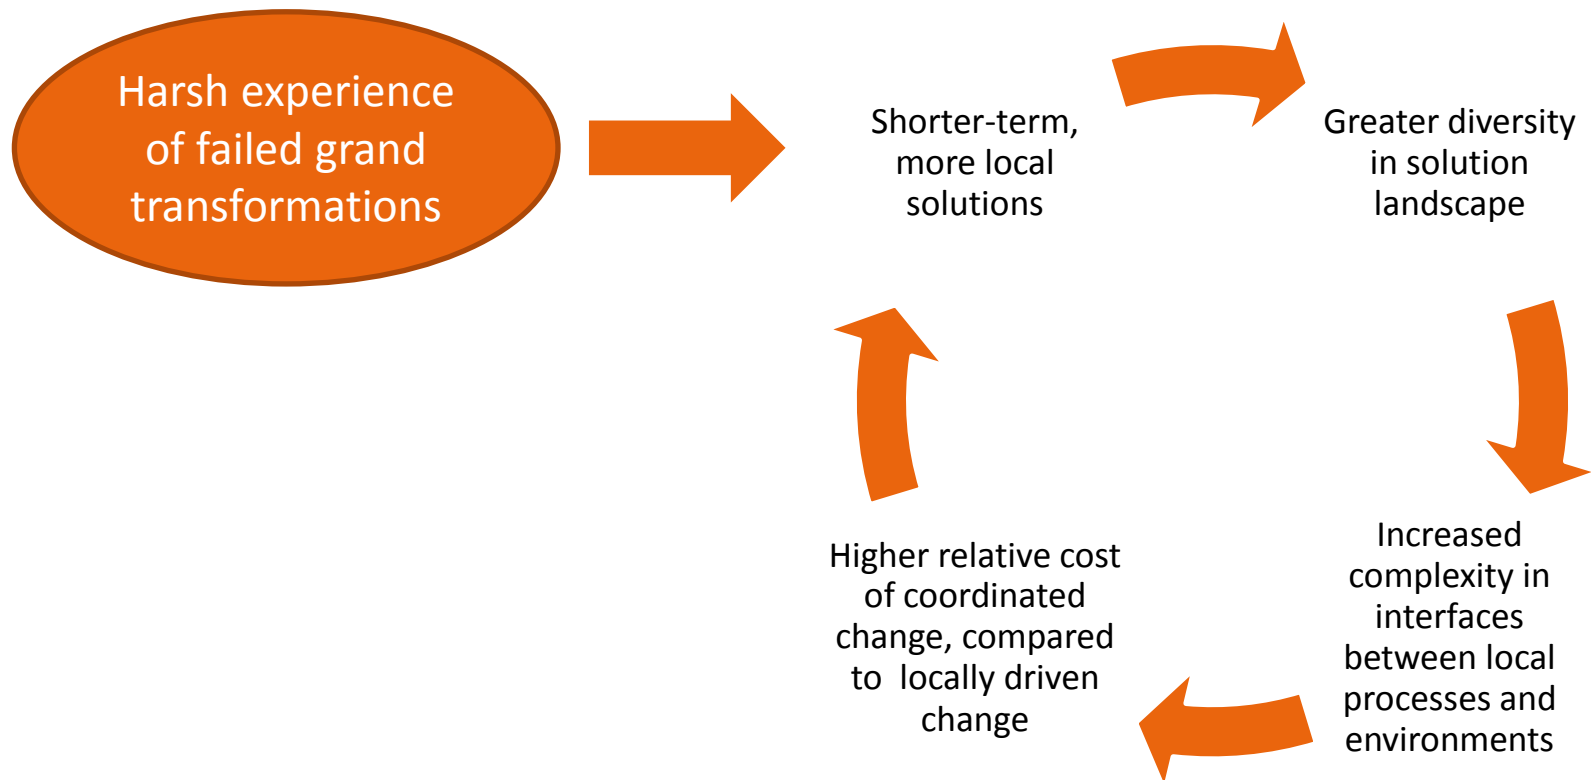 Harsh experience
of failed grand
transformations
Shorter-term,
more local
solutions
Greater diversity
in solution
landscape
Increased
complexity in
interfaces
between local
processes and
environments
Higher relative cost
of coordinated
change, compared
to  locally driven
change